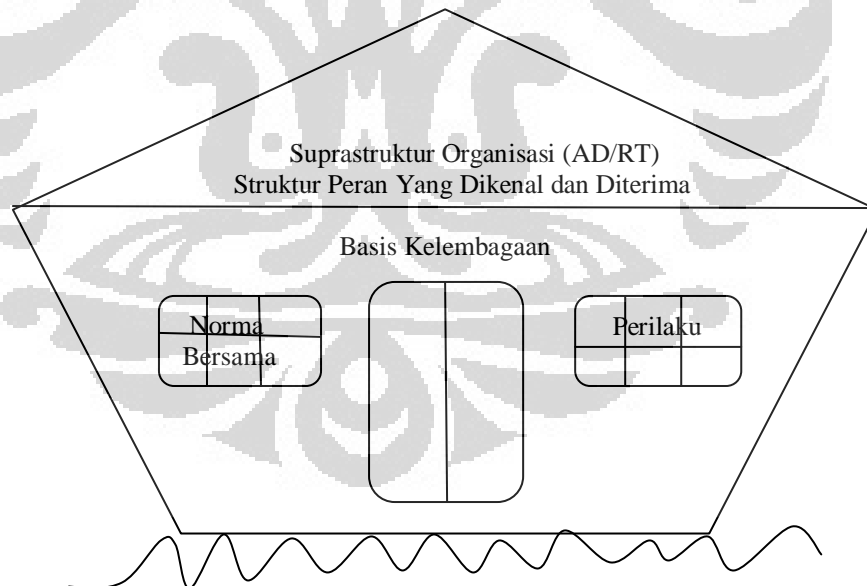 Suprastruktur Organisasi (AD/RT)
Struktur Peran Yang Dikenal dan Diterima
Basis Kelembagaan
Norma
Bersama
Perilaku